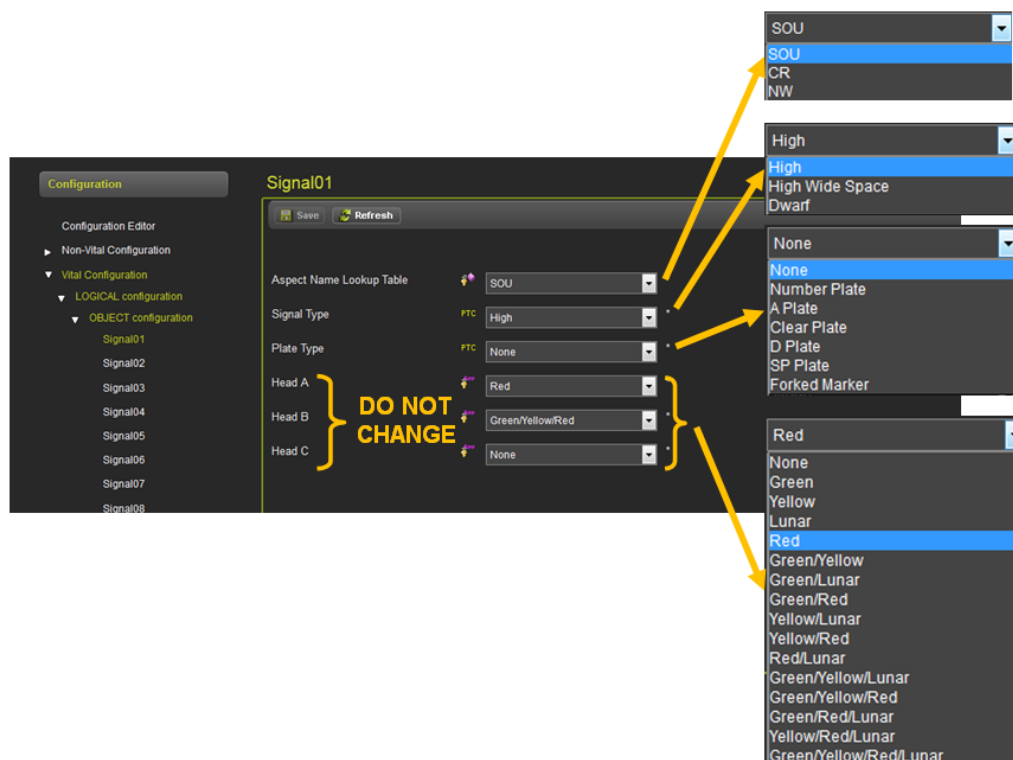 SOU
SOU
CR
NW
High
High
High Wide Space
Dwarf
None
None
Number Plate
A Plate
Clear Plate
D Plate
SP Plate
Forked Marker
Red
None
Green
Yellow
Lunar
Red
Green/Yellow
Green/Lunar
Green/Red
Yellow/Lunar
Yellow/Red
Red/Lunar
Green/Yellow/Lunar
Green/Yellow/Red
Green/Red/Lunar
Yellow/Red/Lunar
Green/Yellow/Red/Lunar
Configuration
Configuration Editor
Non-Vital Configuration
Vital Configuration
LOGICAL configuration
OBJECT configuration
Signal01
Signal02
Signal03
Signal04
Signal05
Signal06
Signal07
Signal08
Signal01
Save Refresh
Aspect Name Lookup Table SOU
Signal Type PTC High *
Plate Type PTC None *
Head A Red *
Head B Green/Yellow/Red *
Head C None *
DO NOT
CHANGE